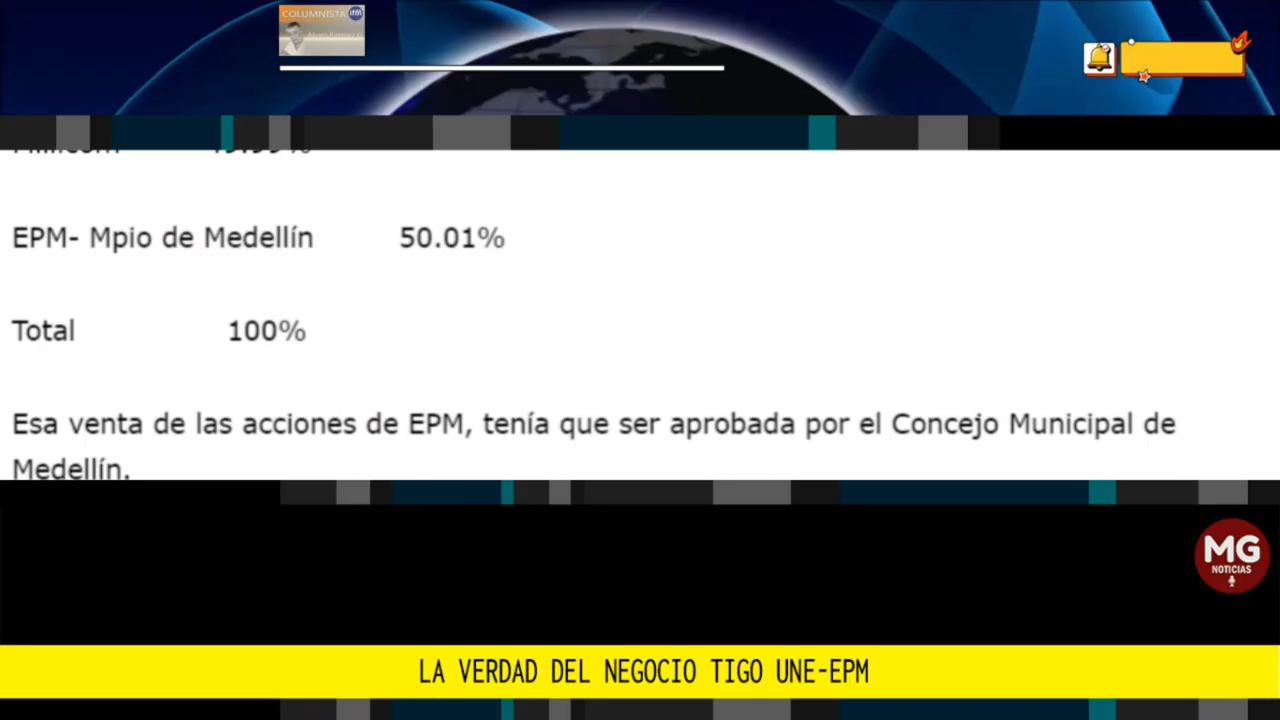 COLUMNISTA ifm
EPM- Mpio de Medellín 50.01%
Total 100%
Esa venta de las acciones de EPM, tenía que ser aprobada por el Concejo Municipal de
Medellín.
MG
NOTICIAS
LA VERDAD DEL NEGOCIO TIGO UNE-EPM